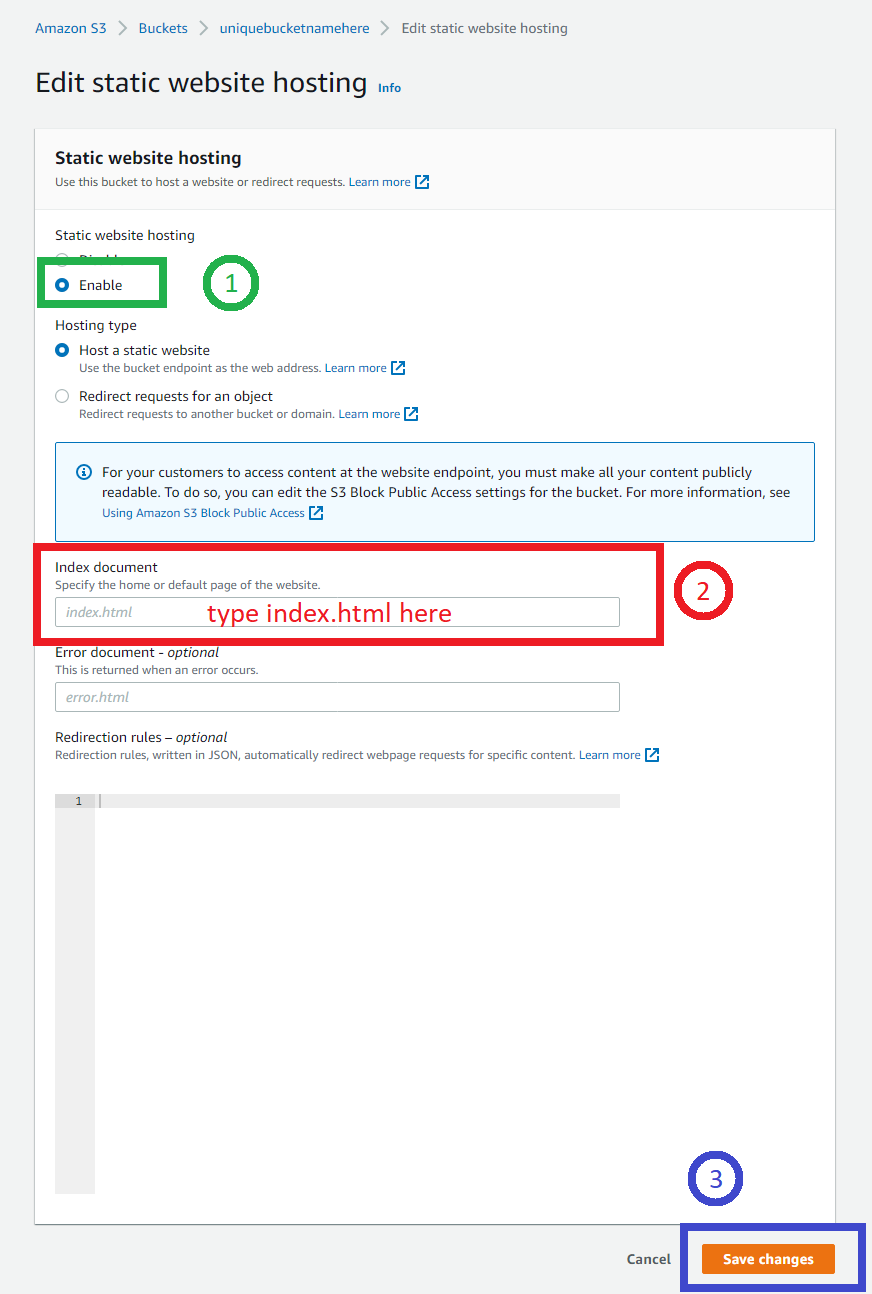 Amazon S3 > Buckets > uniquebucketnamehere > Edit static website hosting
Edit static website hosting Info
Static website hosting
Use this bucket to host a website or redirect requests. Learn more
Static website hosting
Enable
1
Hosting type
Host a static website
Use the bucket endpoint as the web address. Learn more
Redirect requests for an object
Redirect requests to another bucket or domain. Learn more
For your customers to access content at the website endpoint, you must make all your content publicly
readable. To do so, you can edit the S3 Block Public Access settings for the bucket. For more information, see
Using Amazon S3 Block Public Access
Index document
Specify the home or default page of the website.
index.html type index.html here
2
Error document - optional
This is returned when an error occurs.
error.html
Redirection rules – optional
Redirection rules, written in JSON, automatically redirect webpage requests for specific content. Learn more
1
3
Cancel Save changes